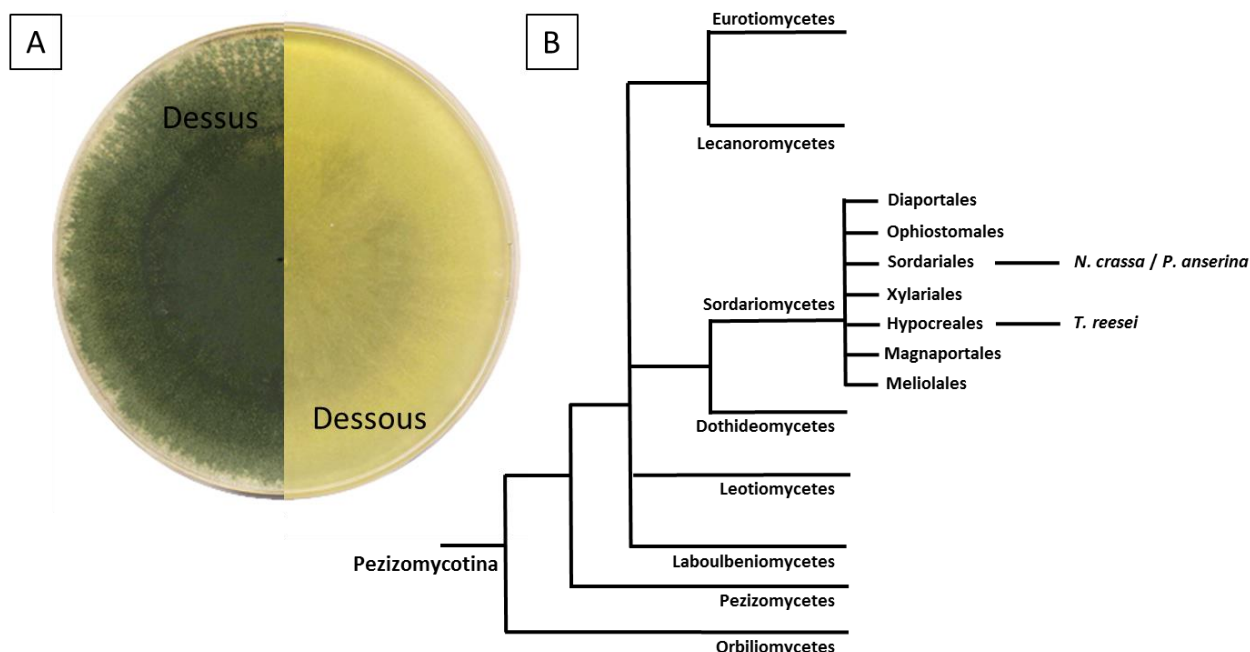 A
Dessus
Dessous
B
Eurotiomycetes
Lecanoromycetes
Diaportales
Ophiostomales
Sordariales
N. crassa / P. anserina
Xylariales
Sordariomycetes
Hypocreales
T. reesei
Magnaportales
Meliolales
Dothideomycetes
Leotiomycetes
Laboulbeniomycetes
Pezizomycotina
Pezizomycetes
Orbiliomycetes